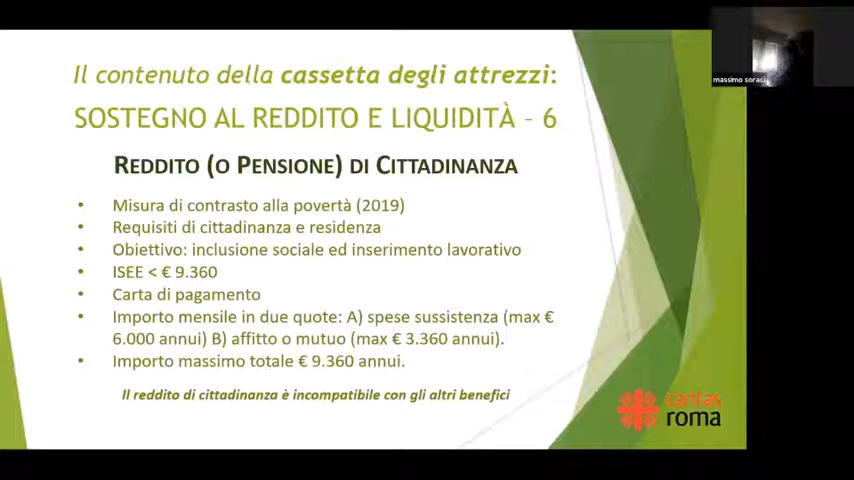 Il contenuto della cassetta degli attrezzi:
SOSTEGNO AL REDDITO E LIQUIDITÀ - 6
REDDITO (O PENSIONE) DI CITTADINANZA
• Misura di contrasto alla povertà (2019)
• Requisiti di cittadinanza e residenza
• Obiettivo: inclusione sociale ed inserimento lavorativo
• ISEE < € 9.360
• Carta di pagamento
• Importo mensile in due quote: A) spese sussistenza (max €
6.000 annui) B) affitto o mutuo (max € 3.360 annui).
• Importo massimo totale € 9.360 annui.
Il reddito di cittadinanza è incompatibile con gli altri benefici
caritas
roma
massimo soraci